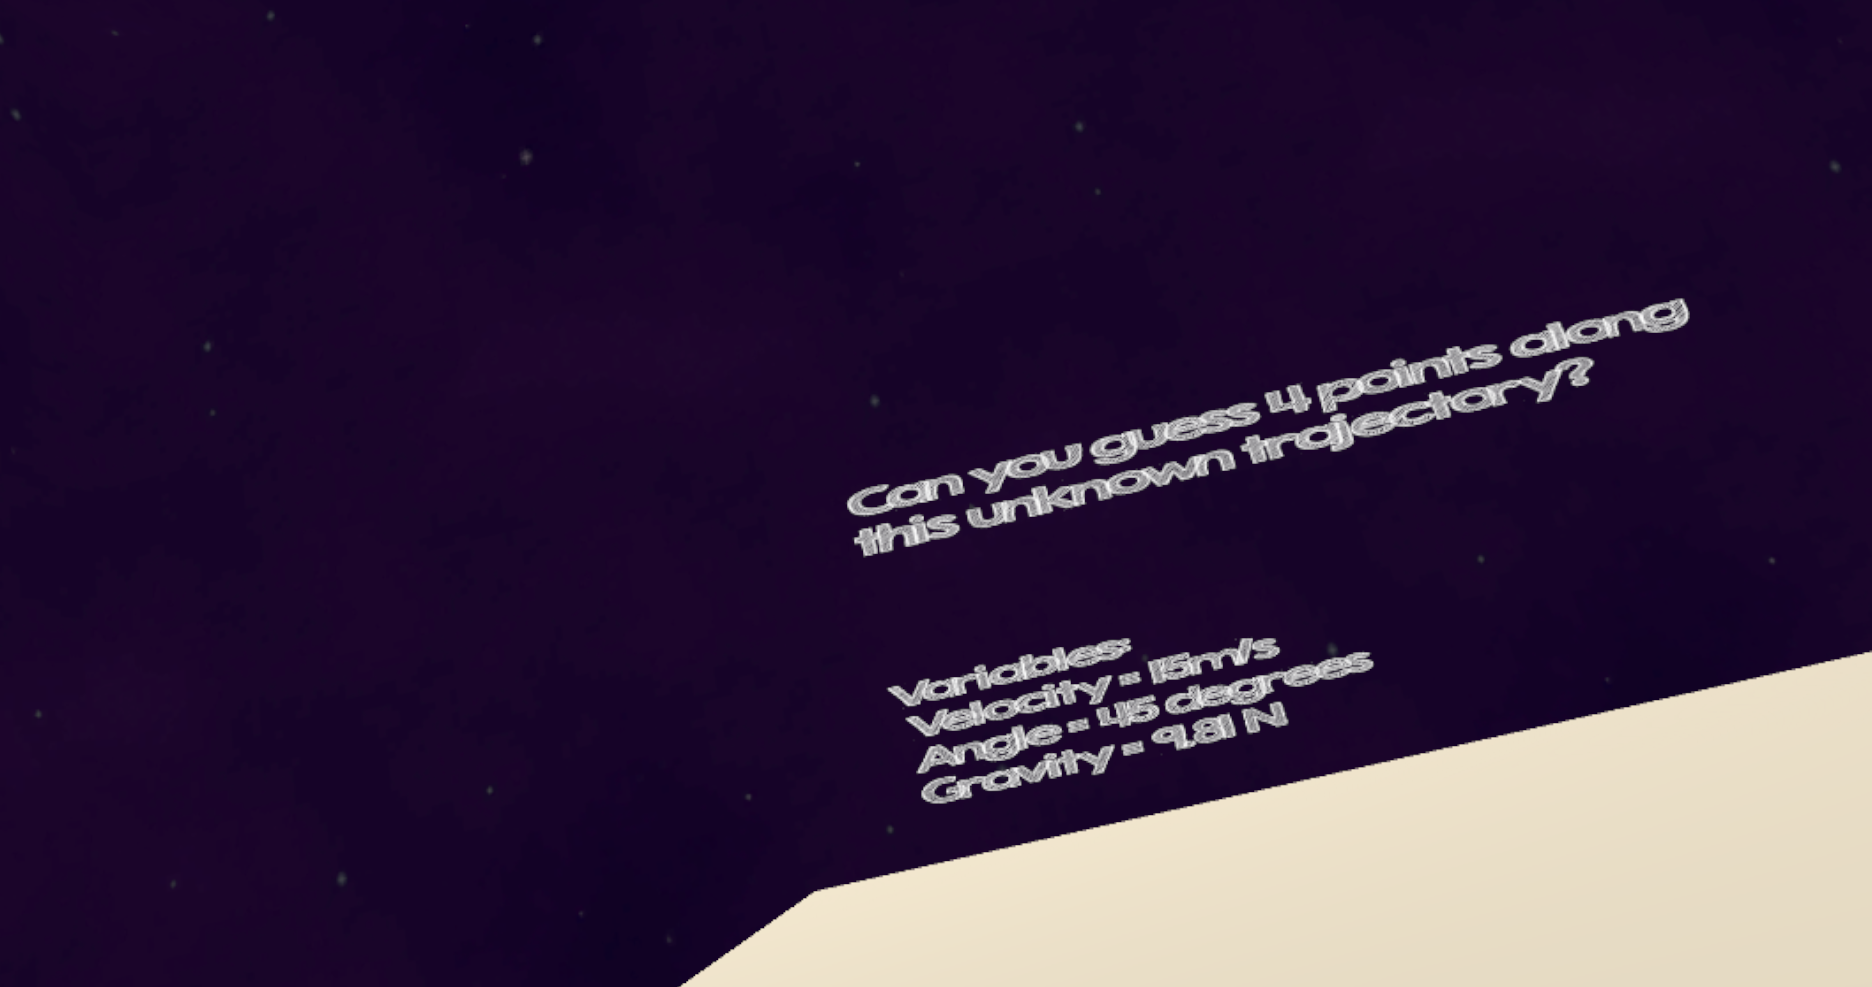 Can you guess 4 points along
this unknown trajectory?
Variables
Velocity = 15m/s
Angle = 45 degrees
Gravity = 9.81 N